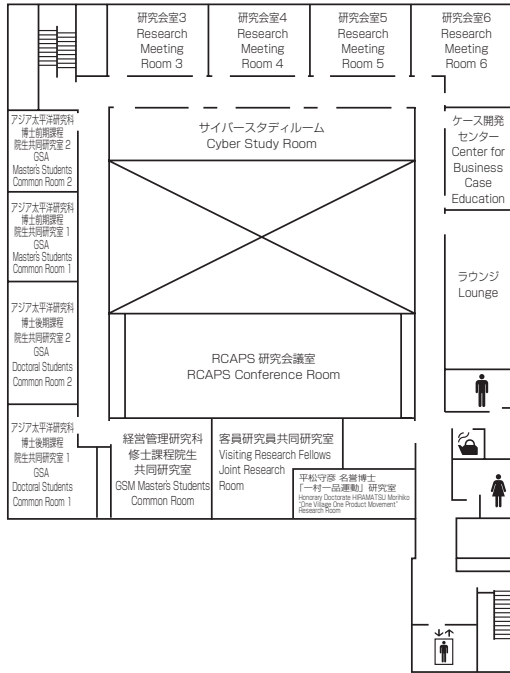 研究会室3
Research
Meeting
Room 3
研究会室4
Research
Meeting
Room 4
研究会室5
Research
Meeting
Room 5
研究会室6
Research
Meeting
Room 6
アジア太平洋研究科
博士前期課程
院生共同研究室 2
GSA
Master's Students
Common Room 2
サイバースタディルーム
Cyber Study Room
ケース開発
センター
Center for
Business
Case
Education
アジア太平洋研究科
博士前期課程
院生共同研究室 1
GSA
Master's Students
Common Room 1
ラウンジ
Lounge
アジア太平洋研究科
博士後期課程
院生共同研究室 2
GSA
Doctoral Students
Common Room 2
RCAPS 研究会議室
RCAPS Conference Room
アジア太平洋研究科
博士後期課程
院生共同研究室 1
GSA
Doctoral Students
Common Room 1
経営管理研究科
修士課程院生
共同研究室
GSM Master's Students
Common Room
客員研究員共同研究室
Visiting Research Fellows
Joint Research
Room
平松守彦 名誉博士
「一村一品運動」研究室
Honorary Doctorate HIRAMATSU Morihiko
"One Village One Product Movement"
Research Room